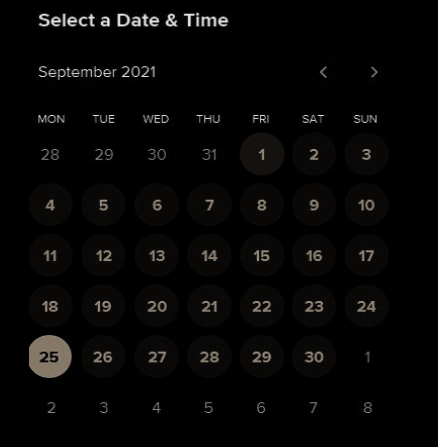 Select a Date & Time
September 2021
MON TUE WED THU FRI SAT SUN
28 29 30 31 1 2 3
4 5 6 7 8 9 10
11 12 13 14 15 16 17
18 19 20 21 22 23 24
25 26 27 28 29 30 1
2 3 4 5 6 7 8